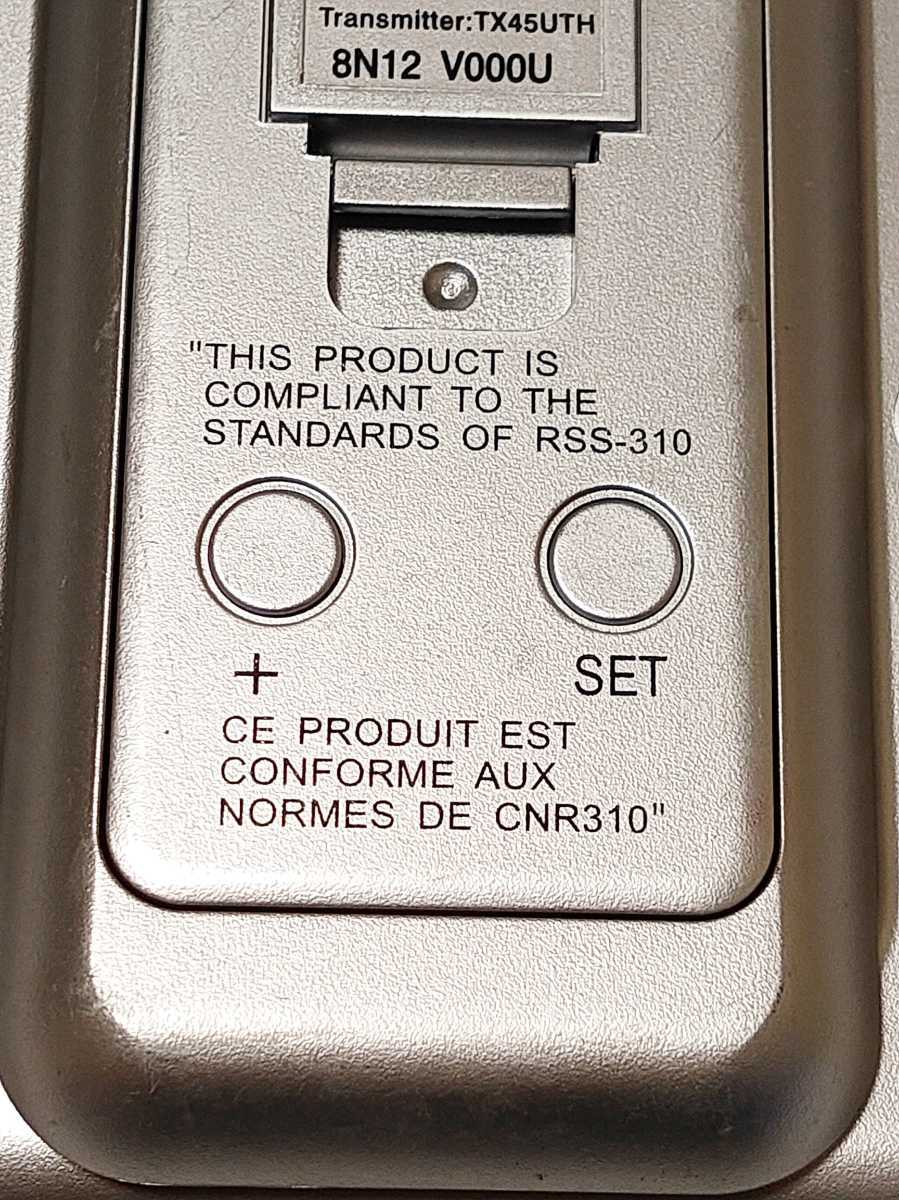 Transmitter:TX45UTH
8N12 V000U
"THIS PRODUCT IS
COMPLIANT TO THE
STANDARDS OF RSS-310
+ SET
CE PRODUIT EST
CONFORME AUX
NORMES DE CNR310"